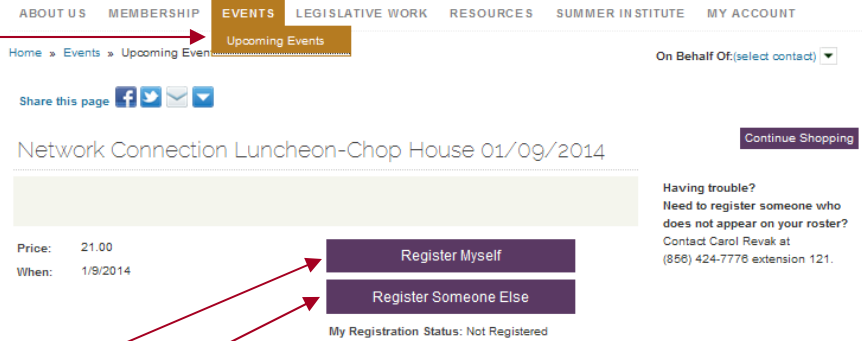 ABOUT US MEMBERSHIP EVENTS LEGISLATIVE WORK RESOURCES SUMMER INSTITUTE MY ACCOUNT
Upcoming Events
Home » Events » Upcoming Even
On Behalf Of:(select contact)
Share this page
Continue Shopping
Network Connection Luncheon-Chop House 01/09/2014
Having trouble?
Need to register someone who
does not appear on your roster?
Contact Carol Revak at
(856) 424-7776 extension 121.
Price: 21.00
When: 1/9/2014
Register Myself
Register Someone Else
My Registration Status: Not Registered